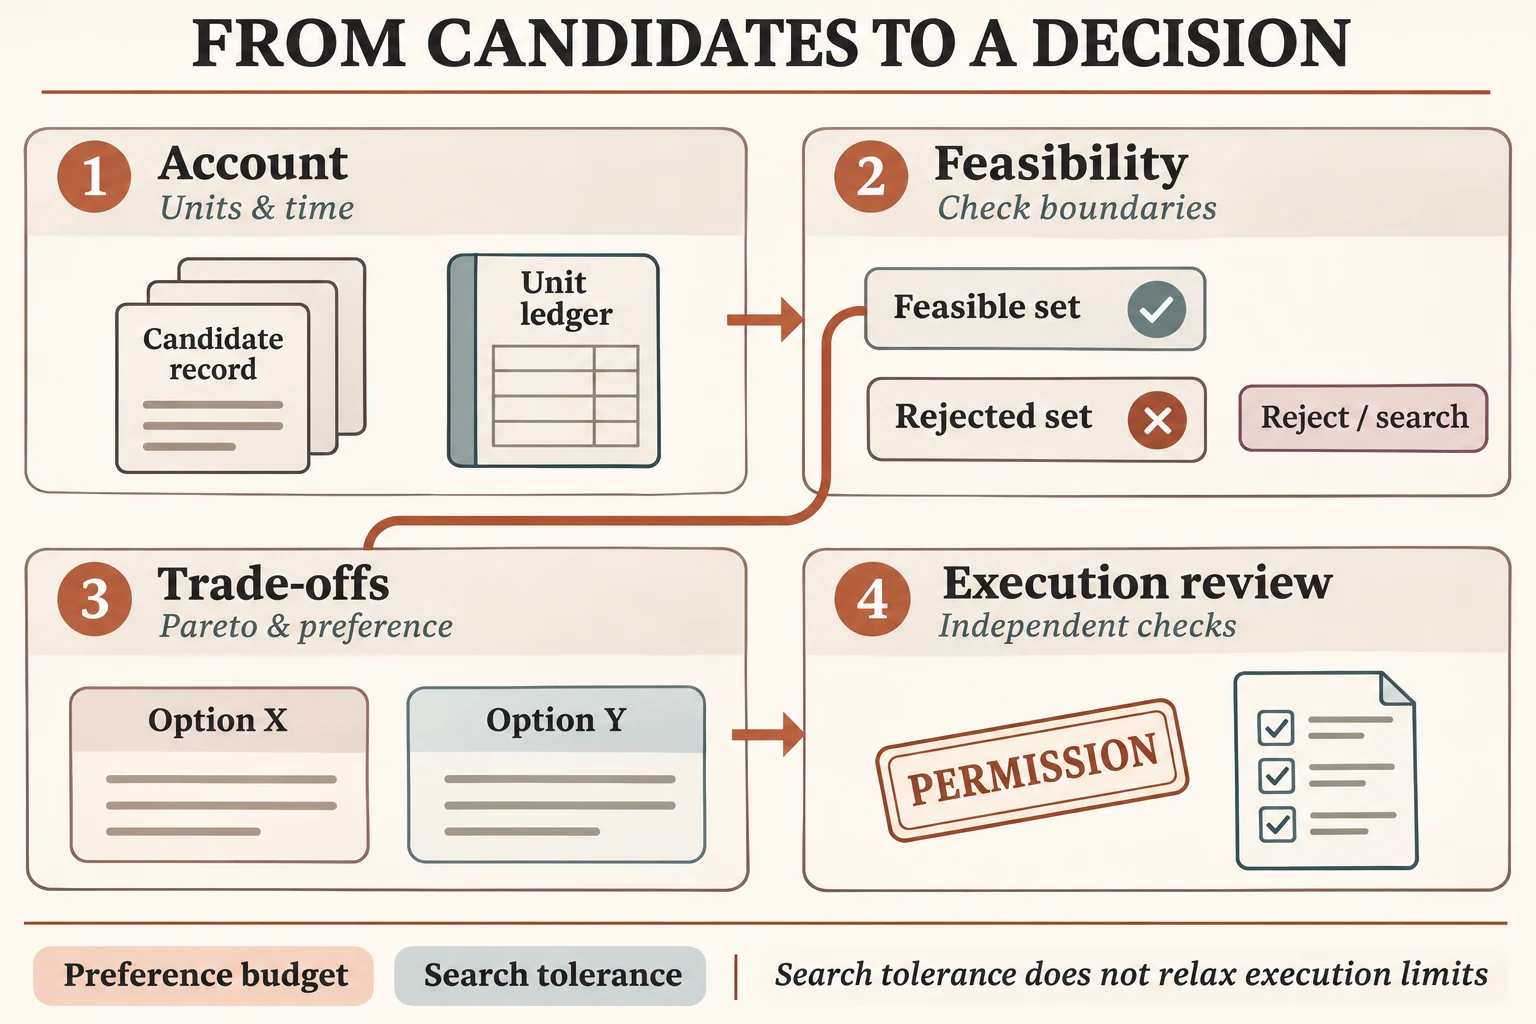 FROM CANDIDATES TO A DECISION
1
Account
Units & time
Candidate
record
Unit
ledger
2
Feasibility
Check boundaries
Feasible set
Rejected set
Reject / search
3
Trade-offs
Pareto & preference
Option X
Option Y
4
Execution review
Independent checks
PERMISSION
Preference budget
Search tolerance
Search tolerance does not relax execution limits